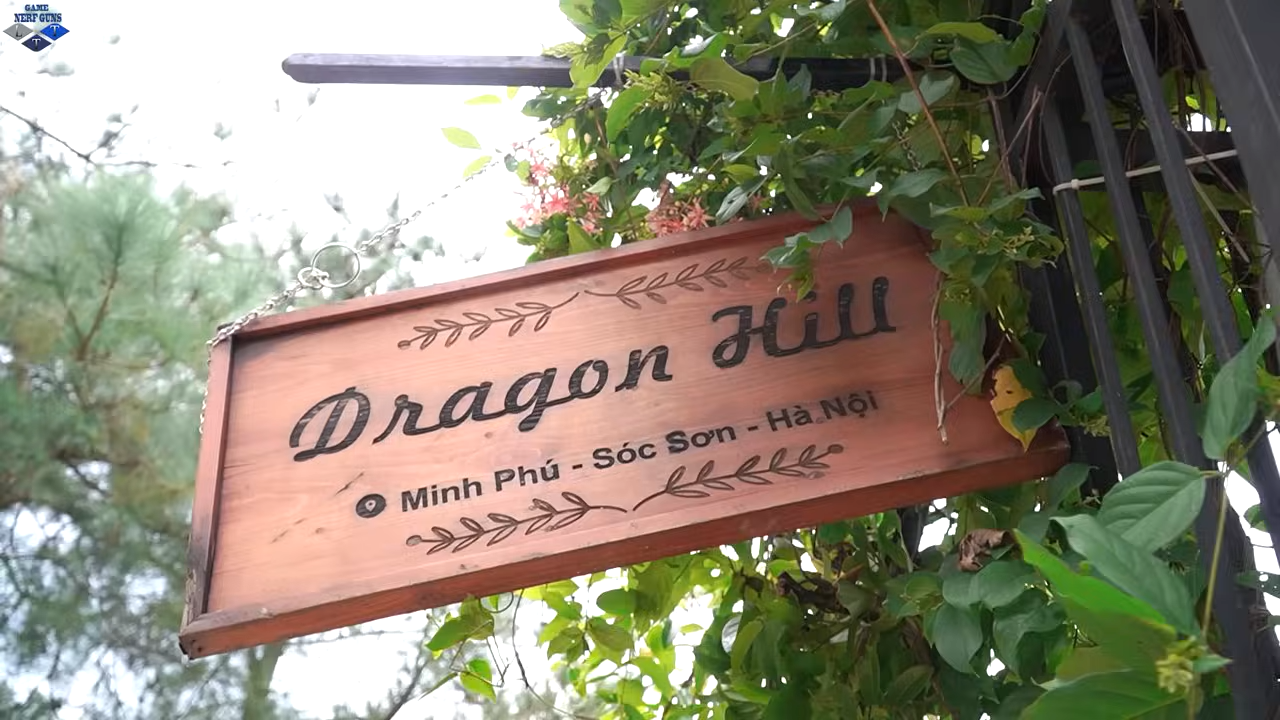 GAME
NERF GUNS
L T
T
Dragon Hill
Minh Phú - Sóc Sơn - Hà Nội